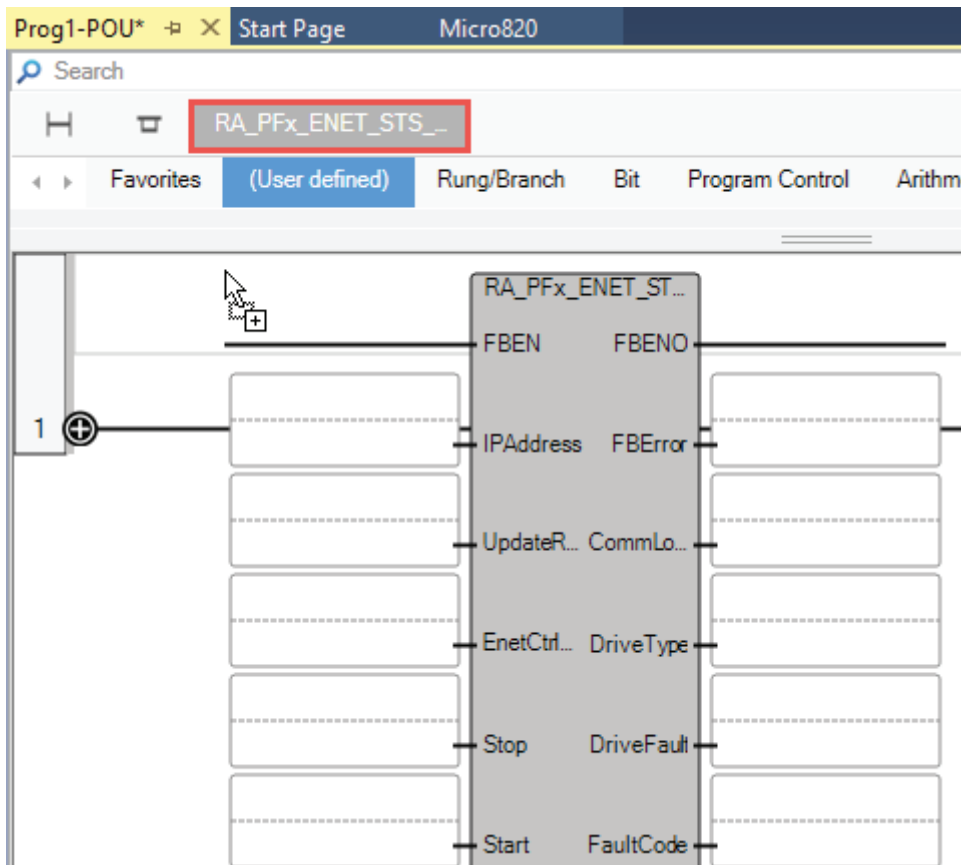 Prog1-POU* Start Page Micro820
Search
RA_PFx_ENET_STS_...
Favorites (User defined) Rung/Branch Bit Program Control Arithm
RA_PFx_ENET_ST...
FBEN FBENO
1
IPAddress FBError
UpdateR... CommLo...
EnetCtrl... DriveType
Stop DriveFault
Start FaultCode